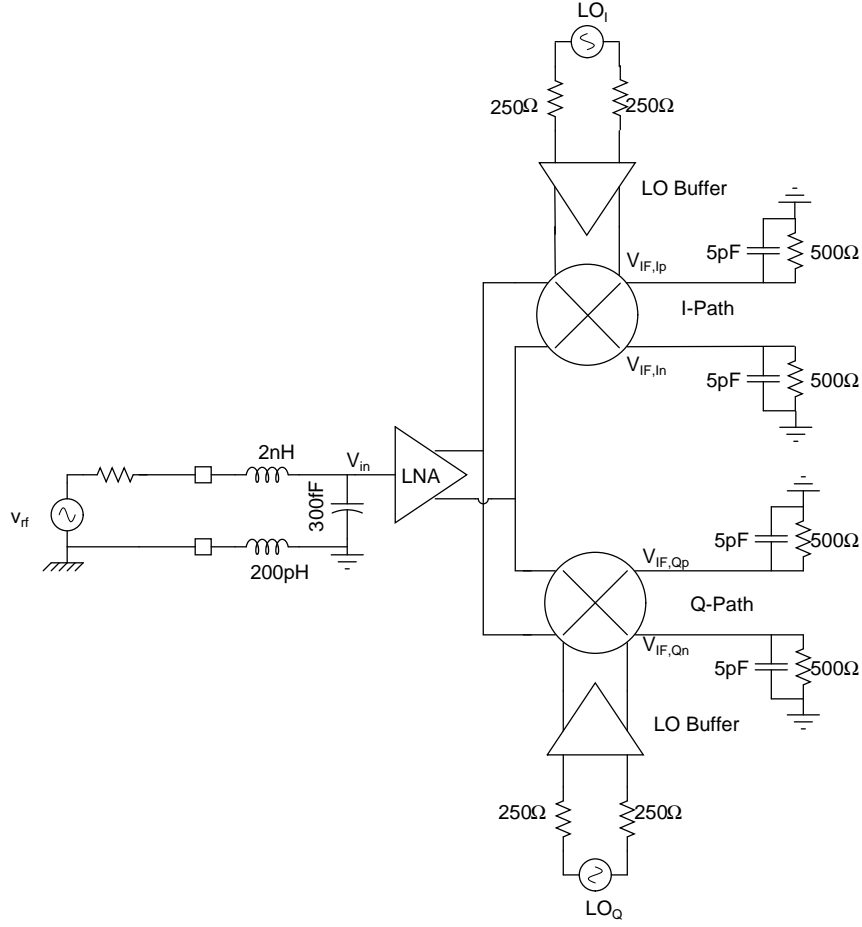 LO_I
250Ω
250Ω
LO Buffer
V_IF,Ip
5pF
500Ω
I-Path
V_IF,In
5pF
500Ω
2nH
V_in
LNA
300fF
v_rf
200pH
5pF
500Ω
V_IF,Qp
Q-Path
V_IF,Qn
5pF
500Ω
LO Buffer
250Ω
250Ω
LO_Q